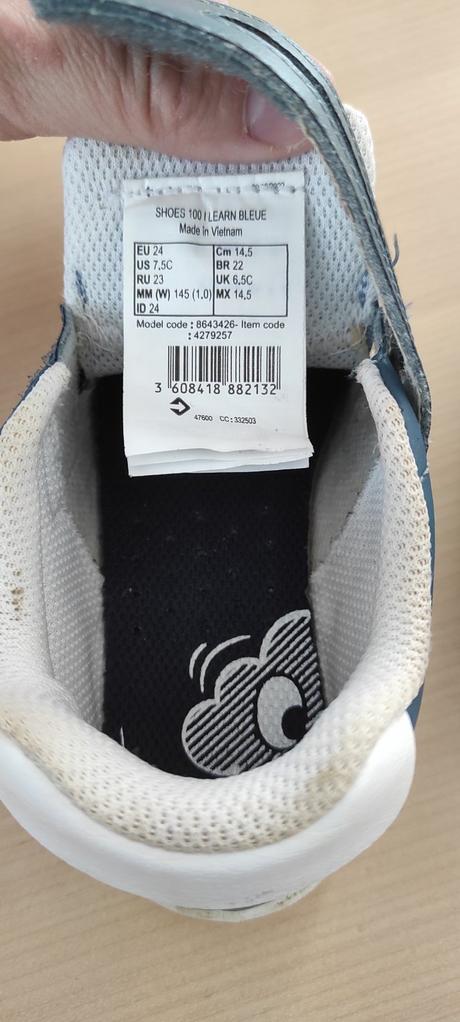 SHOES 100 I LEARN BLEUE
Made in Vietnam
EU 24 Cm 14,5
US 7,5C BR 22
RU 23 UK 6,5C
MM (W) 145 (1.0) MX 14,5
ID 24
Model code : 8643426- Item code
: 4279257
3 608418 882132
47600 CC: 332503